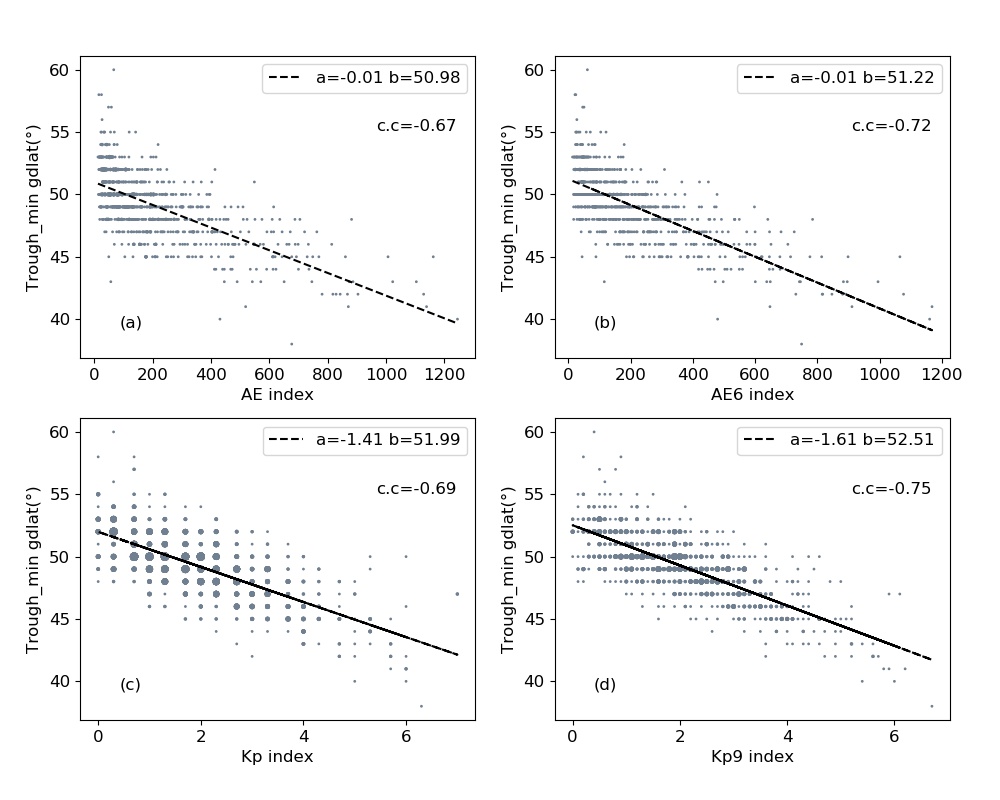 60
55
50
45
40
Trough_min gdlat(°)
a=-0.01 b=50.98
c.c=-0.67
(a)
0 200 400 600 800 1000 1200
AE index
60
55
50
45
40
Trough_min gdlat(°)
a=-0.01 b=51.22
c.c=-0.72
(b)
0 200 400 600 800 1000 1200
AE6 index
60
55
50
45
40
Trough_min gdlat(°)
a=-1.41 b=51.99
c.c=-0.69
(c)
0 2 4 6
Kp index
60
55
50
45
40
Trough_min gdlat(°)
a=-1.61 b=52.51
c.c=-0.75
(d)
0 2 4 6
Kp9 index